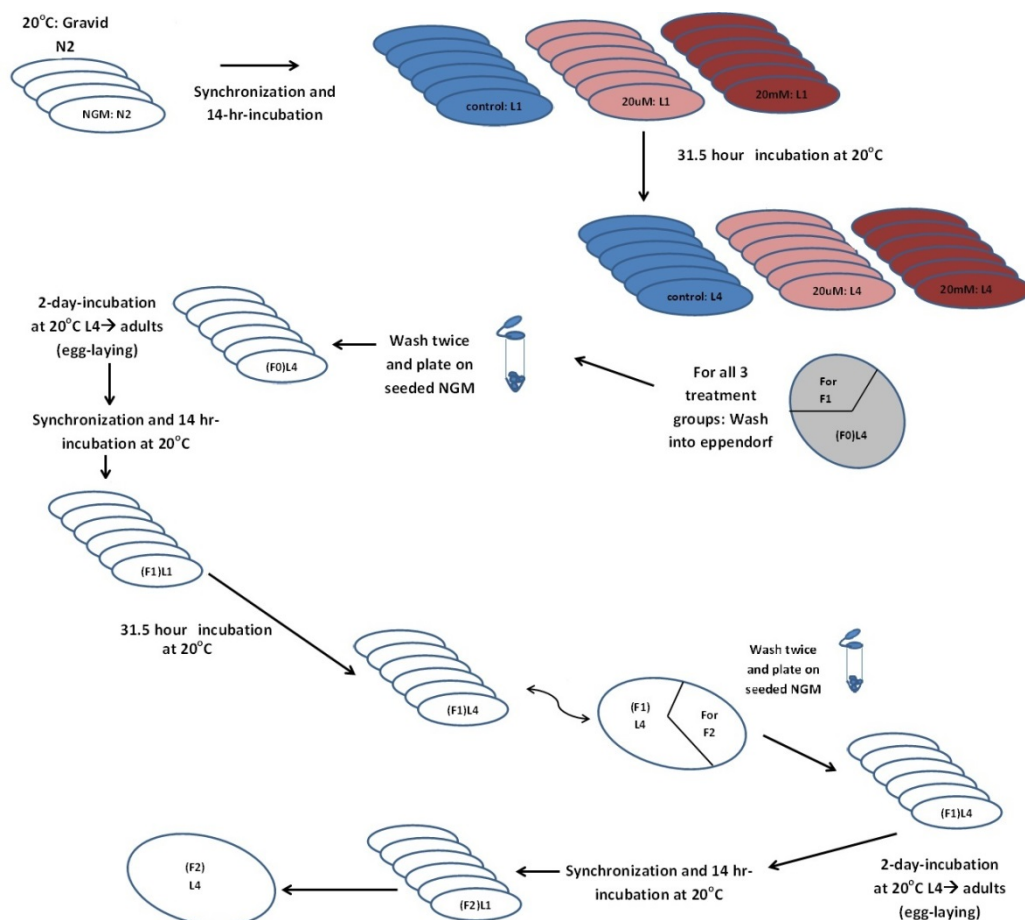 20°C: Gravid
N2
NGM: N2
Synchronization and
14-hr-incubation
control: L1
20uM: L1
20mM: L1
31.5 hour incubation at 20°C
control: L4
20uM: L4
20mM: L4
For all 3
treatment
groups: Wash
into eppendorf
For
F1
(F0)L4
Wash twice
and plate on
seeded NGM
(F0)L4
2-day-incubation
at 20°C L4→ adults
(egg-laying)
Synchronization and 14 hr-
incubation at 20°C
(F1)L1
31.5 hour incubation
at 20°C
(F1)L4
(F1)
L4
For
F2
Wash twice
and plate on
seeded NGM
(F1)L4
2-day-incubation
at 20°C L4→ adults
(egg-laying)
Synchronization and 14 hr-
incubation at 20°C
(F2)L1
(F2)
L4